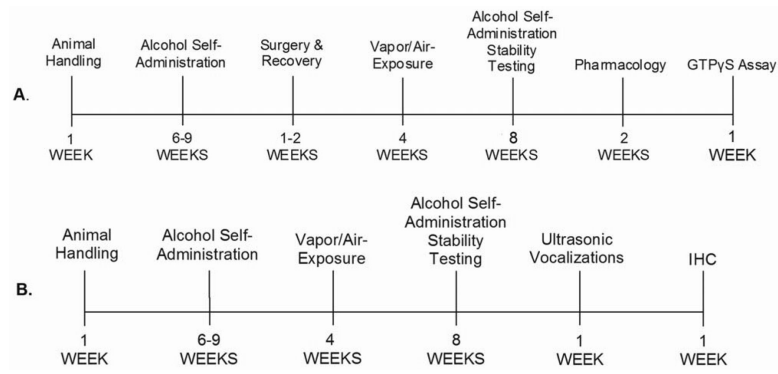 Animal
Handling
Alcohol Self-
Administration
Surgery &
Recovery
Vapor/Air-
Exposure
Alcohol Self-
Administration
Stability
Testing
Pharmacology
GTPγS Assay
A.
1
WEEK
6-9
WEEKS
1-2
WEEKS
4
WEEKS
8
WEEKS
2
WEEKS
1
WEEK
Animal
Handling
Alcohol Self-
Administration
Vapor/Air-
Exposure
Alcohol Self-
Administration
Stability
Testing
Ultrasonic
Vocalizations
IHC
B.
1
WEEK
6-9
WEEKS
4
WEEKS
8
WEEKS
1
WEEK
1
WEEK